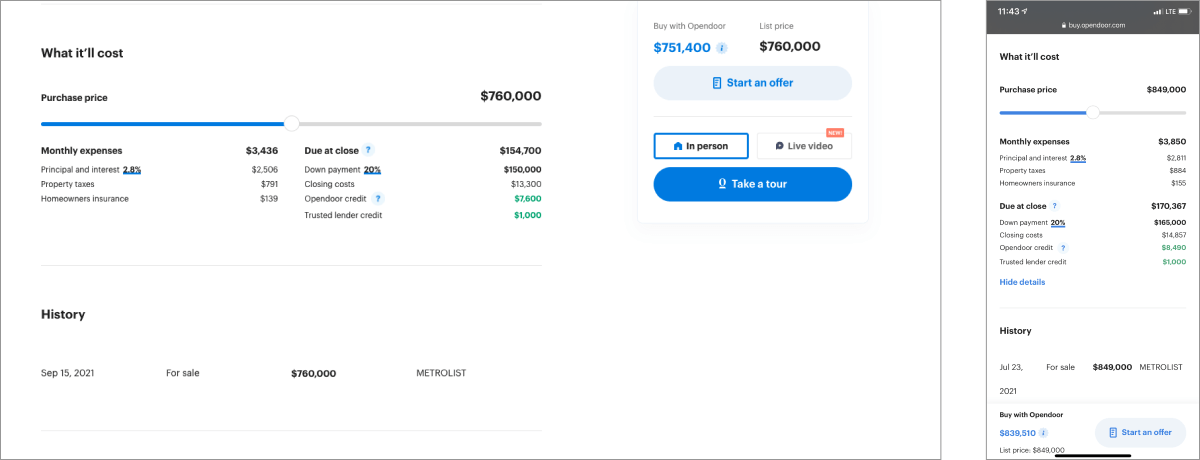 What it'll cost
Purchase price $760,000
Monthly expenses $3,436
Principal and interest 2.8% $2,506
Property taxes $791
Homeowners insurance $139
Due at close ? $154,700
Down payment 20% $150,000
Closing costs $13,300
Opendoor credit ? $7,600
Trusted lender credit $1,000
History
Sep 15, 2021 For sale $760,000 METROLIST
Buy with Opendoor List price
$751,400 i $760,000
Start an offer
NEW!
In person Live video
Take a tour
11:43 LTE
buy.opendoor.com
What it'll cost
Purchase price $849,000
Monthly expenses $3,850
Principal and interest 2.8% $2,811
Property taxes $884
Homeowners insurance $155
Due at close ? $170,367
Down payment 20% $165,000
Closing costs $14,857
Opendoor credit ? $8,490
Trusted lender credit $1,000
Hide details
History
Jul 23, For sale $849,000 METROLIST
2021
Buy with Opendoor
$839,510 i
Start an offer
List price: $849,000